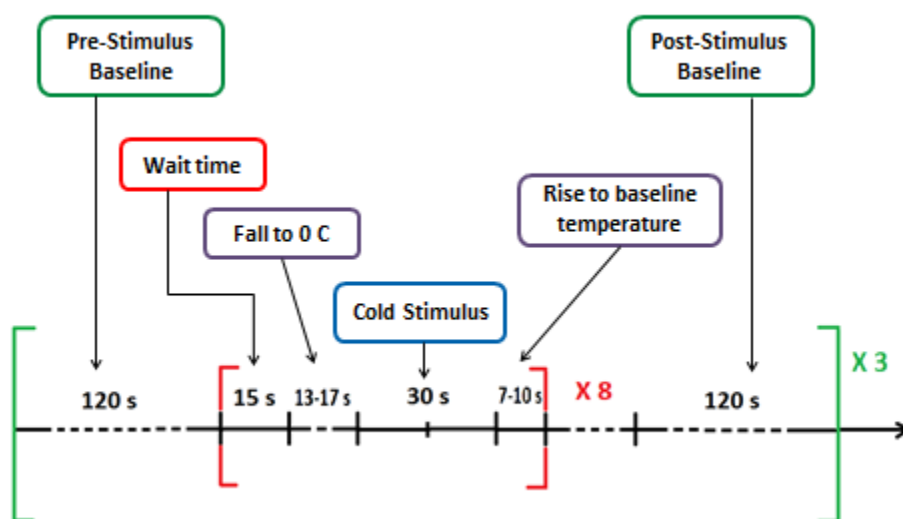 Pre-Stimulus
Baseline
Post-Stimulus
Baseline
Wait time
Rise to baseline
temperature
Fall to 0 C
Cold Stimulus
X 3
120 s
15 s
13-17 s
30 s
7-10 s
X 8
120 s